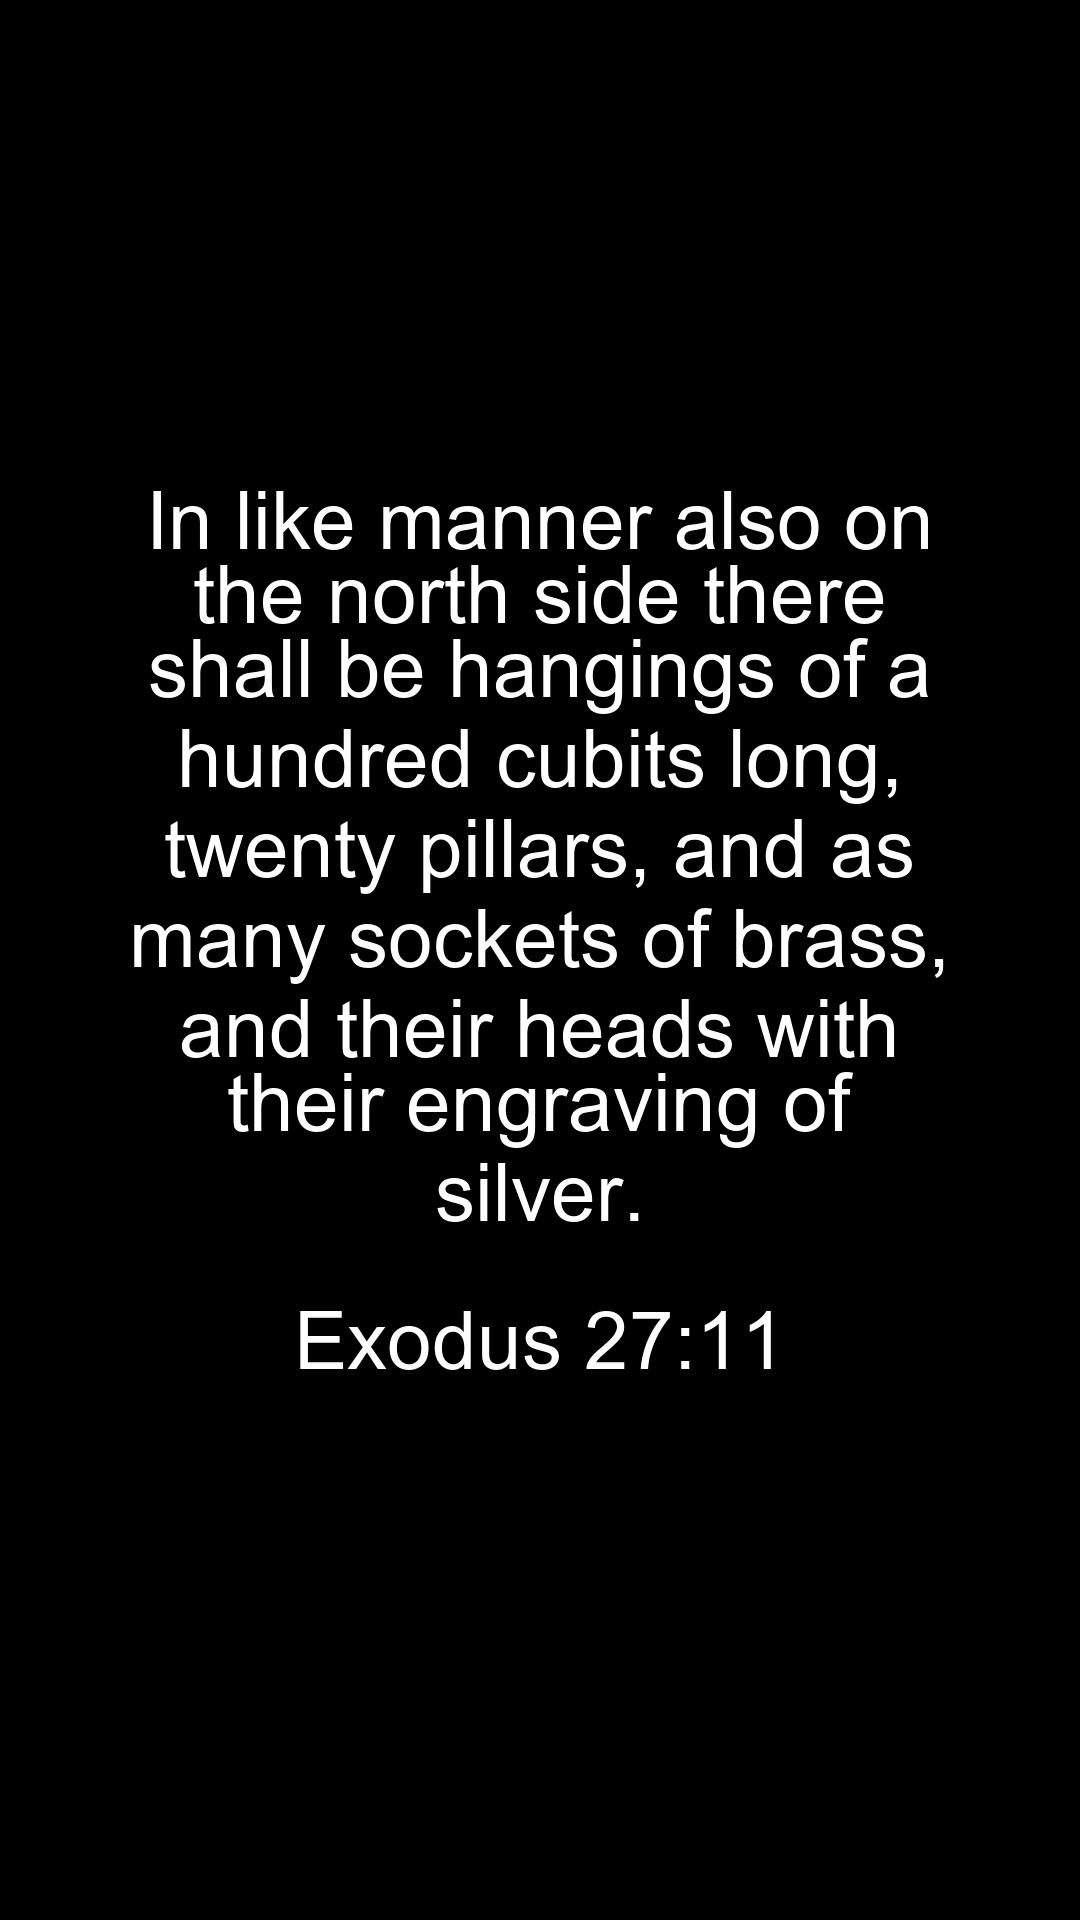 In like manner also on
the north side there
shall be hangings of a
hundred cubits long,
twenty pillars, and as
many sockets of brass,
and their heads with
their engraving of
silver.
Exodus 27:11